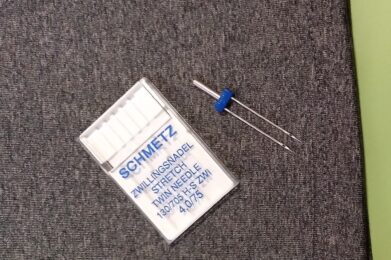 SCHMETZ
ZWILLINGSNADEL
STRETCH
TWIN NEEDLE
130/705 H-S ZWI
4,0/75